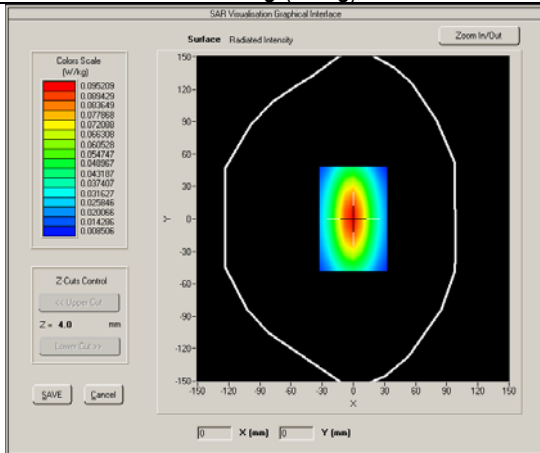 SAR Visualisation Graphical Interface
Surface Radiated Intensity
Zoom In/Out
Colors Scale
(W/kg)
0.095209
0.089429
0.083649
0.077868
0.072088
0.066308
0.060528
0.054747
0.048967
0.043187
0.037407
0.031627
0.025846
0.020066
0.014286
0.008506
Z Cuts Control
<< Upper Cut
Z = 4.0 mm
Lower Cut >>
SAVE Cancel
150-
120-
90-
60-
30-
Y 0-
-30-
-60-
-90-
-120-
-150-
-150 -120 -90 -60 -30 0 30 60 90 120 150
X
0 X (mm) 0 Y (mm)